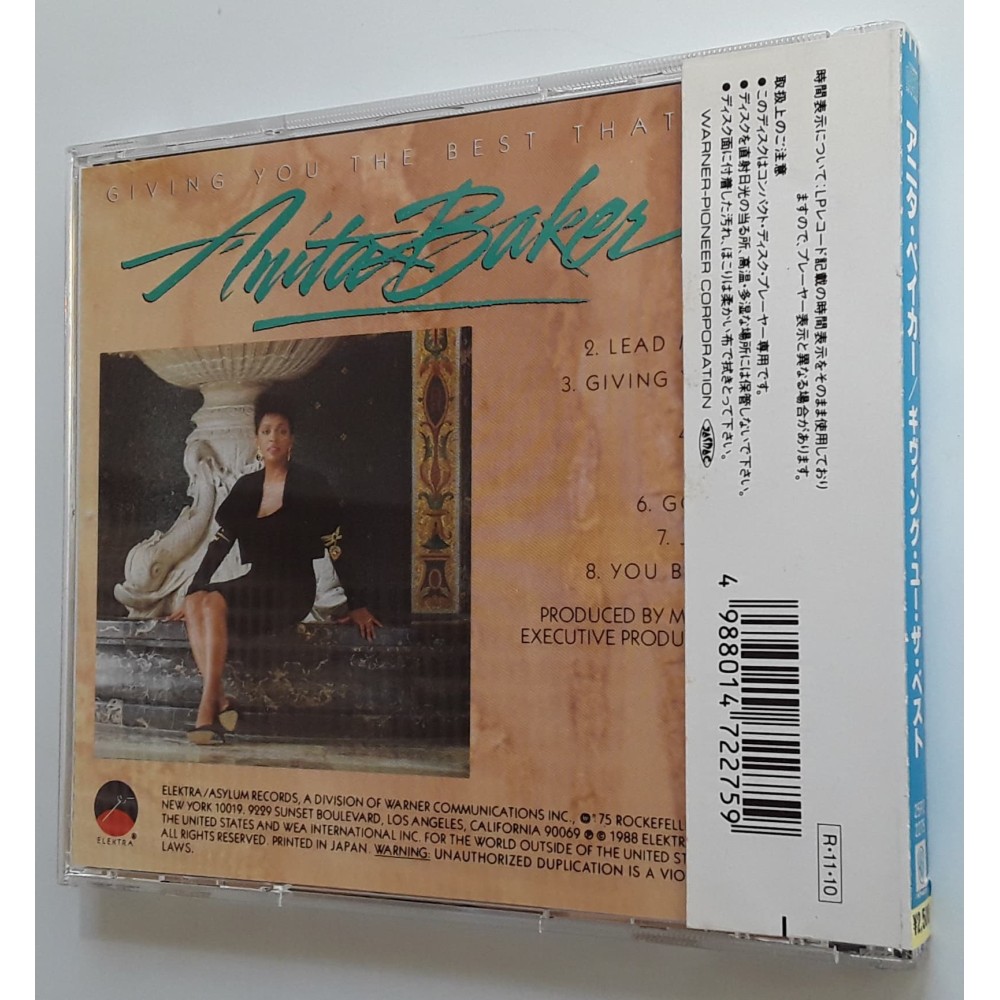 GIVING YOU THE BEST THAT
Anita Baker
2. LEAD
3. GIVING
4.
6. GO
7.
8. YOU B
PRODUCED BY M
EXECUTIVE PRODU
ELEKTRA/ASYLUM RECORDS, A DIVISION OF WARNER COMMUNICATIONS INC., 75 ROCKEFELL
NEW YORK 10019. 9229 SUNSET BOULEVARD, LOS ANGELES, CALIFORNIA 90069 ℗ © 1988 ELEKTR
THE UNITED STATES AND WEA INTERNATIONAL INC. FOR THE WORLD OUTSIDE OF THE UNITED ST
ALL RIGHTS RESERVED. PRINTED IN JAPAN. WARNING: UNAUTHORIZED DUPLICATION IS A VIO
LAWS.
ELEKTRA®
時間表示について:LPレコード記載の時間表示をそのまま使用しており
ますので、プレーヤー表示と異なる場合があります。
取扱上のご注意
●このディスクはコンパクト・ディスク・プレーヤー専用です。
●ディスクを直射日光の当る所、高温・多湿な場所には保管しないで下さい。
●ディスク面に付着した汚れ、ほこりは柔かい布で拭きとって下さい。
WARNER-PIONEER CORPORATION
4 988014 722759
R・11・10
アニタ・ベイカー/ギヴィング・ユー・ザ・ベスト